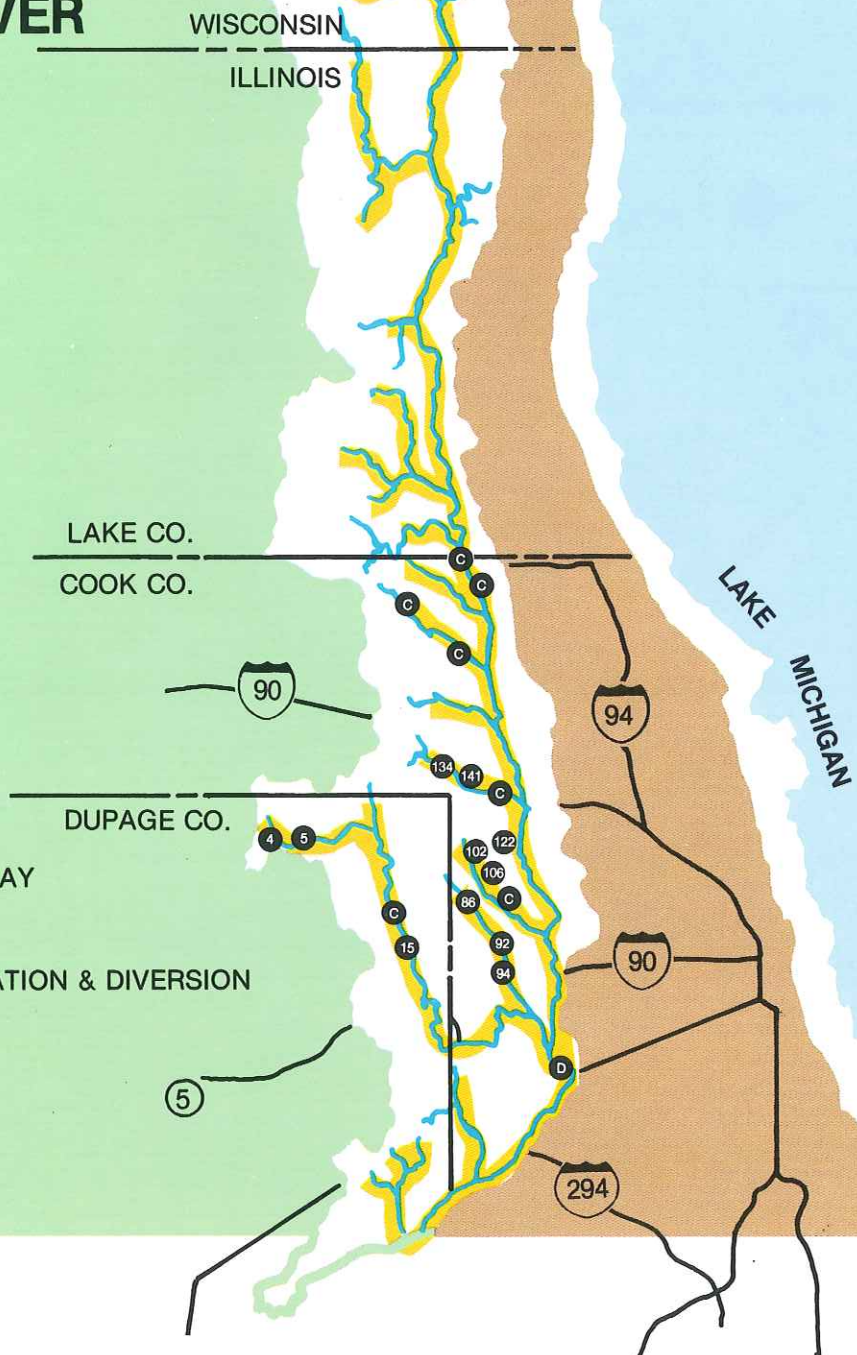 VER
WISCONSIN
ILLINOIS
LAKE CO.
COOK CO.
C
C
C
C
LAKE
MICHIGAN
90
94
134
141
C
DUPAGE CO.
4
5
122
102
106
AY
86
C
C
15
92
94
90
ATION & DIVERSION
D
5
294